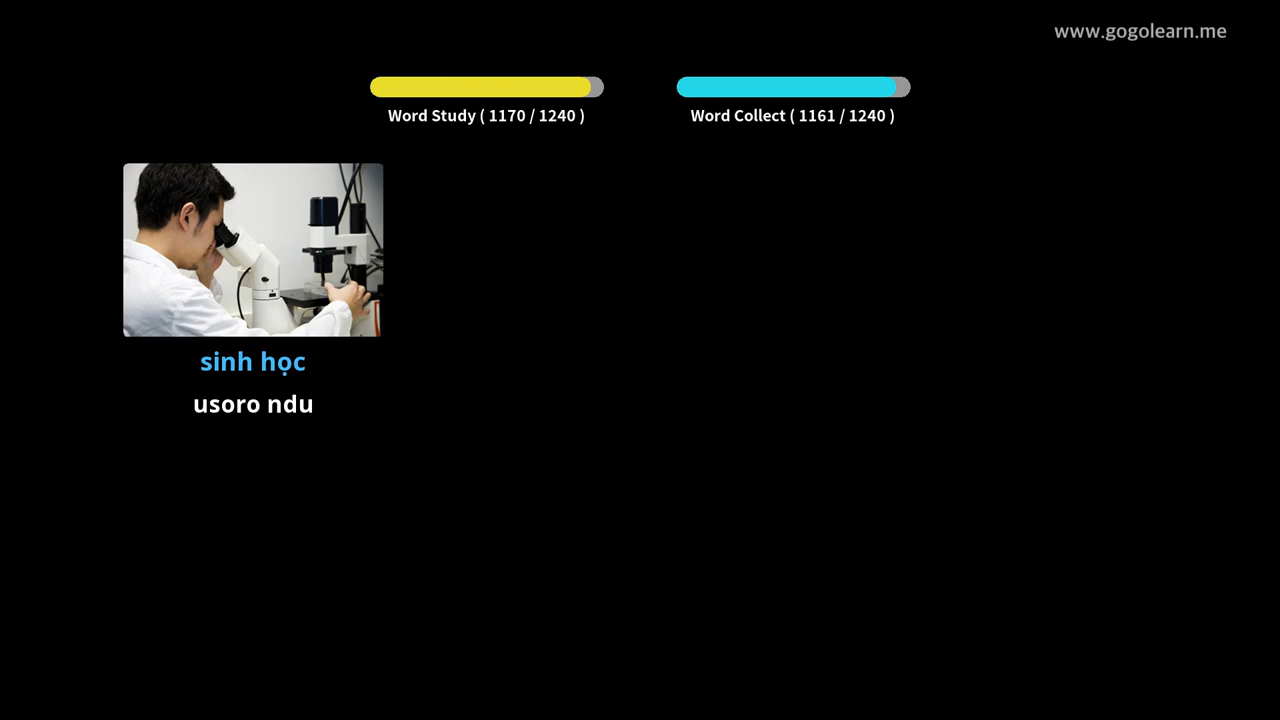 www.gogolearn.me
Word Study ( 1170 / 1240 )
Word Collect ( 1161 / 1240 )
sinh học
usoro ndu